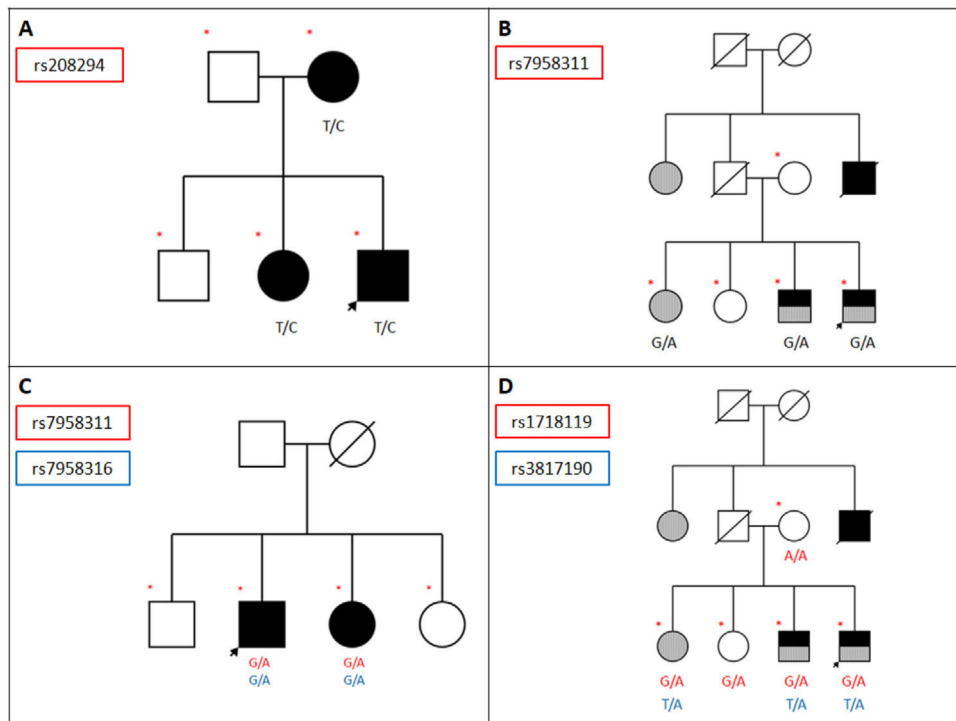 A
rs208294
*
*
T/C
*
*
*
T/C
T/C
B
rs7958311
*
*
*
*
*
G/A
G/A
G/A
C
rs7958311
rs7958316
*
*
*
*
G/A
G/A
G/A
G/A
D
rs1718119
rs3817190
*
A/A
*
*
*
*
G/A
G/A
G/A
G/A
T/A
T/A
T/A